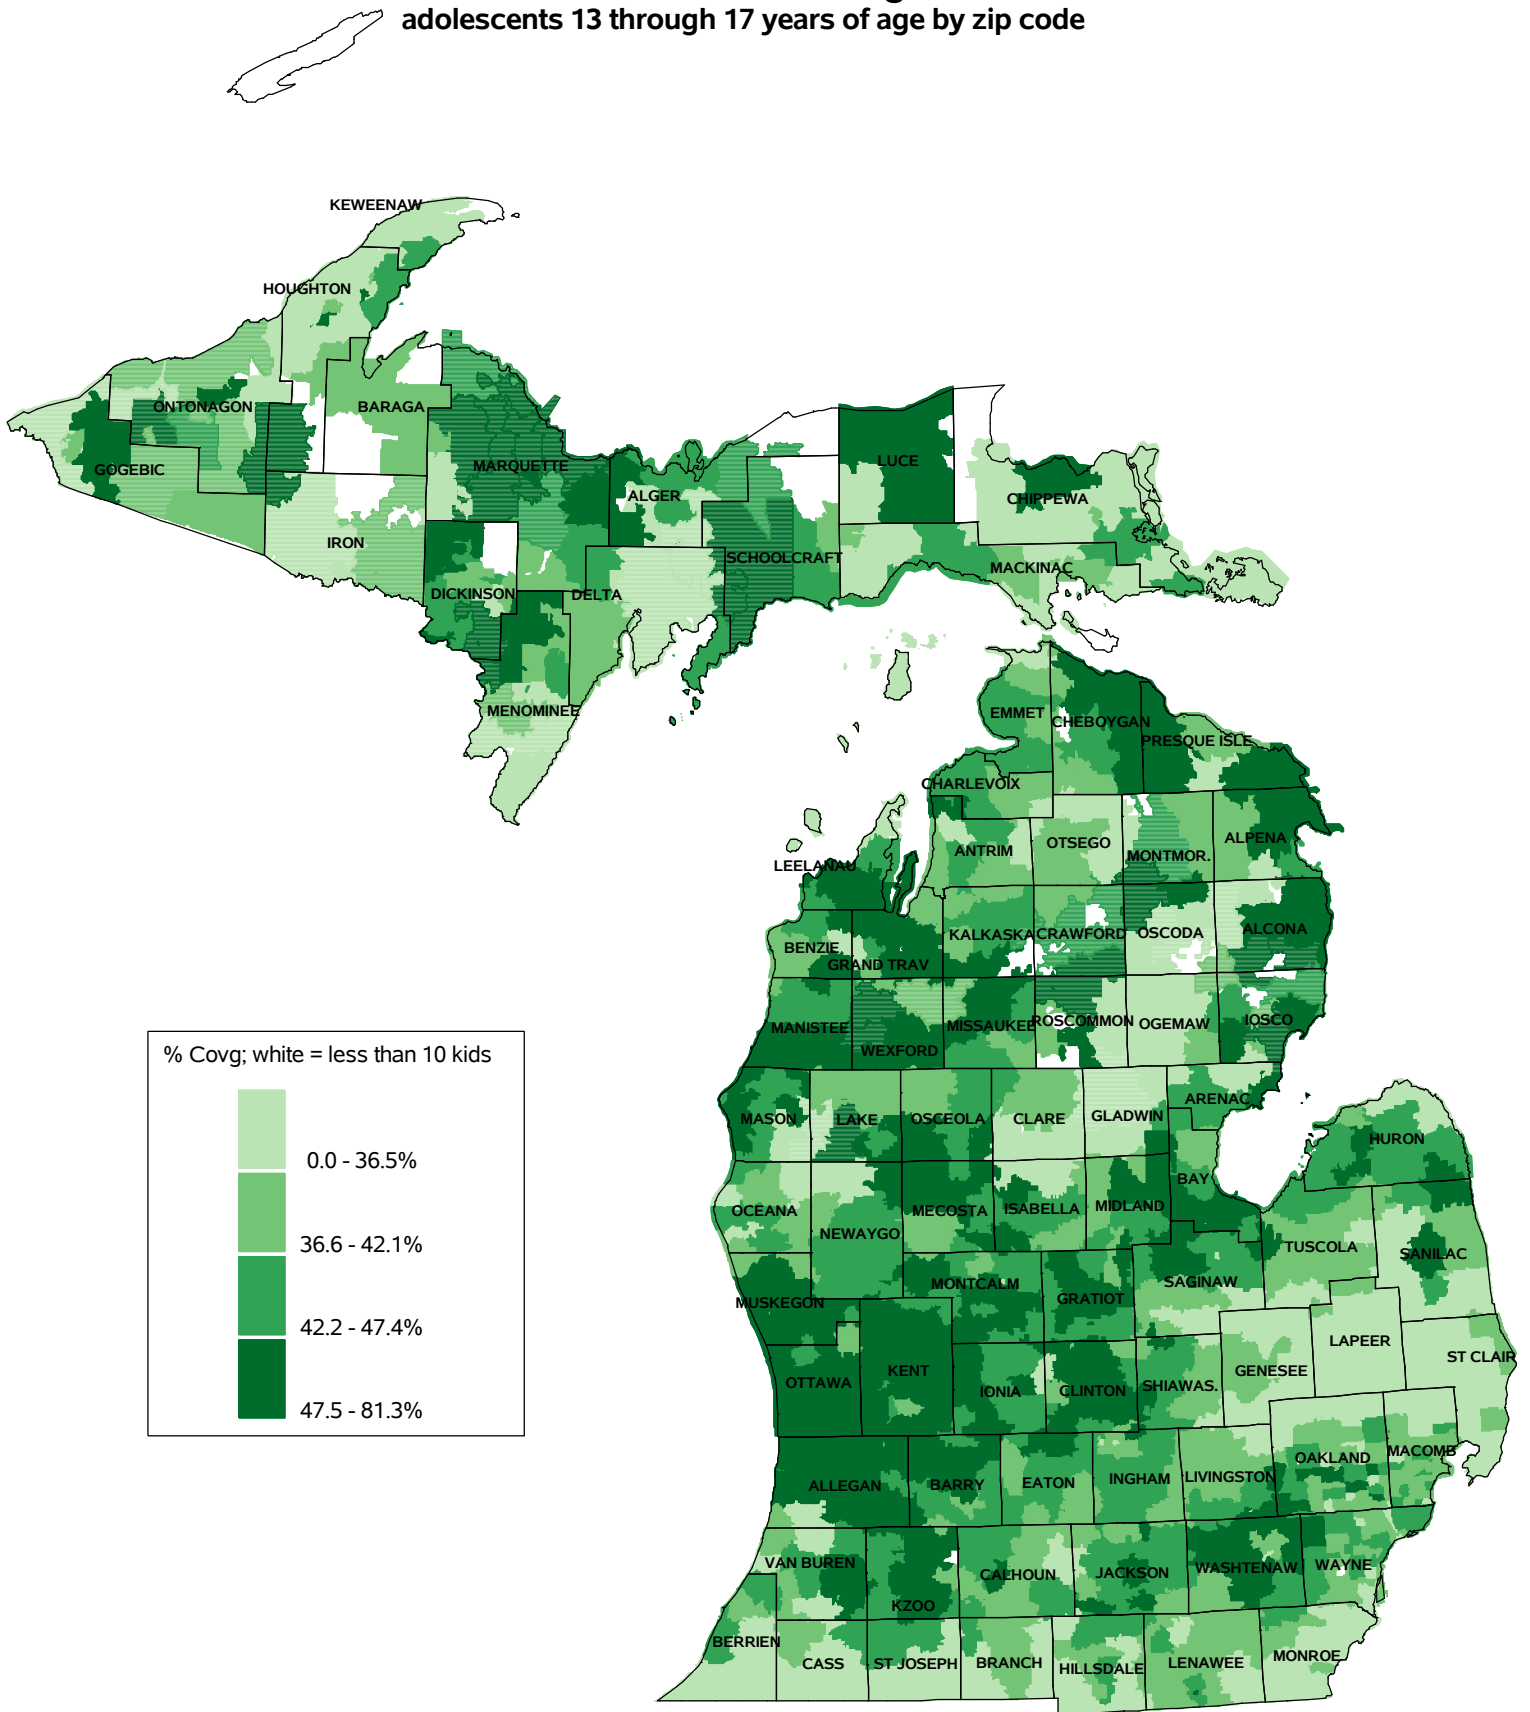 adolescents 13 through 17 years of age by zip code
KEWEENAW
HOUGHTON
ONTONAGON
BARAGA
GOGEBIC
MARQUETTE
LUCE
ALGER
CHIPPEWA
IRON
SCHOOLCRAFT
MACKINAC
DICKINSON
DELTA
MENOMINEE
EMMET
CHEBOYGAN
PRESQUE ISLE
CHARLEVOIX
OTSEGO
ALPENA
ANTRIM
MONTMOR.
LEELANAU
BENZIE
KALKASKA
CRAWFORD
OSCODA
ALCONA
GRAND TRAV
MANISTEE
MISSAUKEE
ROSCOMMON
OGEMAW
IOSCO
WEXFORD
% Covg; white = less than 10 kids
0.0 - 36.5%
36.6 - 42.1%
42.2 - 47.4%
47.5 - 81.3%
ARENAC
MASON
LAKE
OSCEOLA
CLARE
GLADWIN
HURON
BAY
OCEANA
NEWAYGO
MECOSTA
ISABELLA
MIDLAND
TUSCOLA
SANILAC
MUSKEGON
MONTCALM
GRATIOT
SAGINAW
LAPEER
ST CLAIR
OTTAWA
KENT
IONIA
CLINTON
SHIAWAS.
GENESEE
ALLEGAN
BARRY
EATON
INGHAM
LIVINGSTON
OAKLAND
MACOMB
VAN BUREN
KZOO
CALHOUN
JACKSON
WASHTENAW
WAYNE
BERRIEN
CASS
ST JOSEPH
BRANCH
HILLSDALE
LENAWEE
MONROE